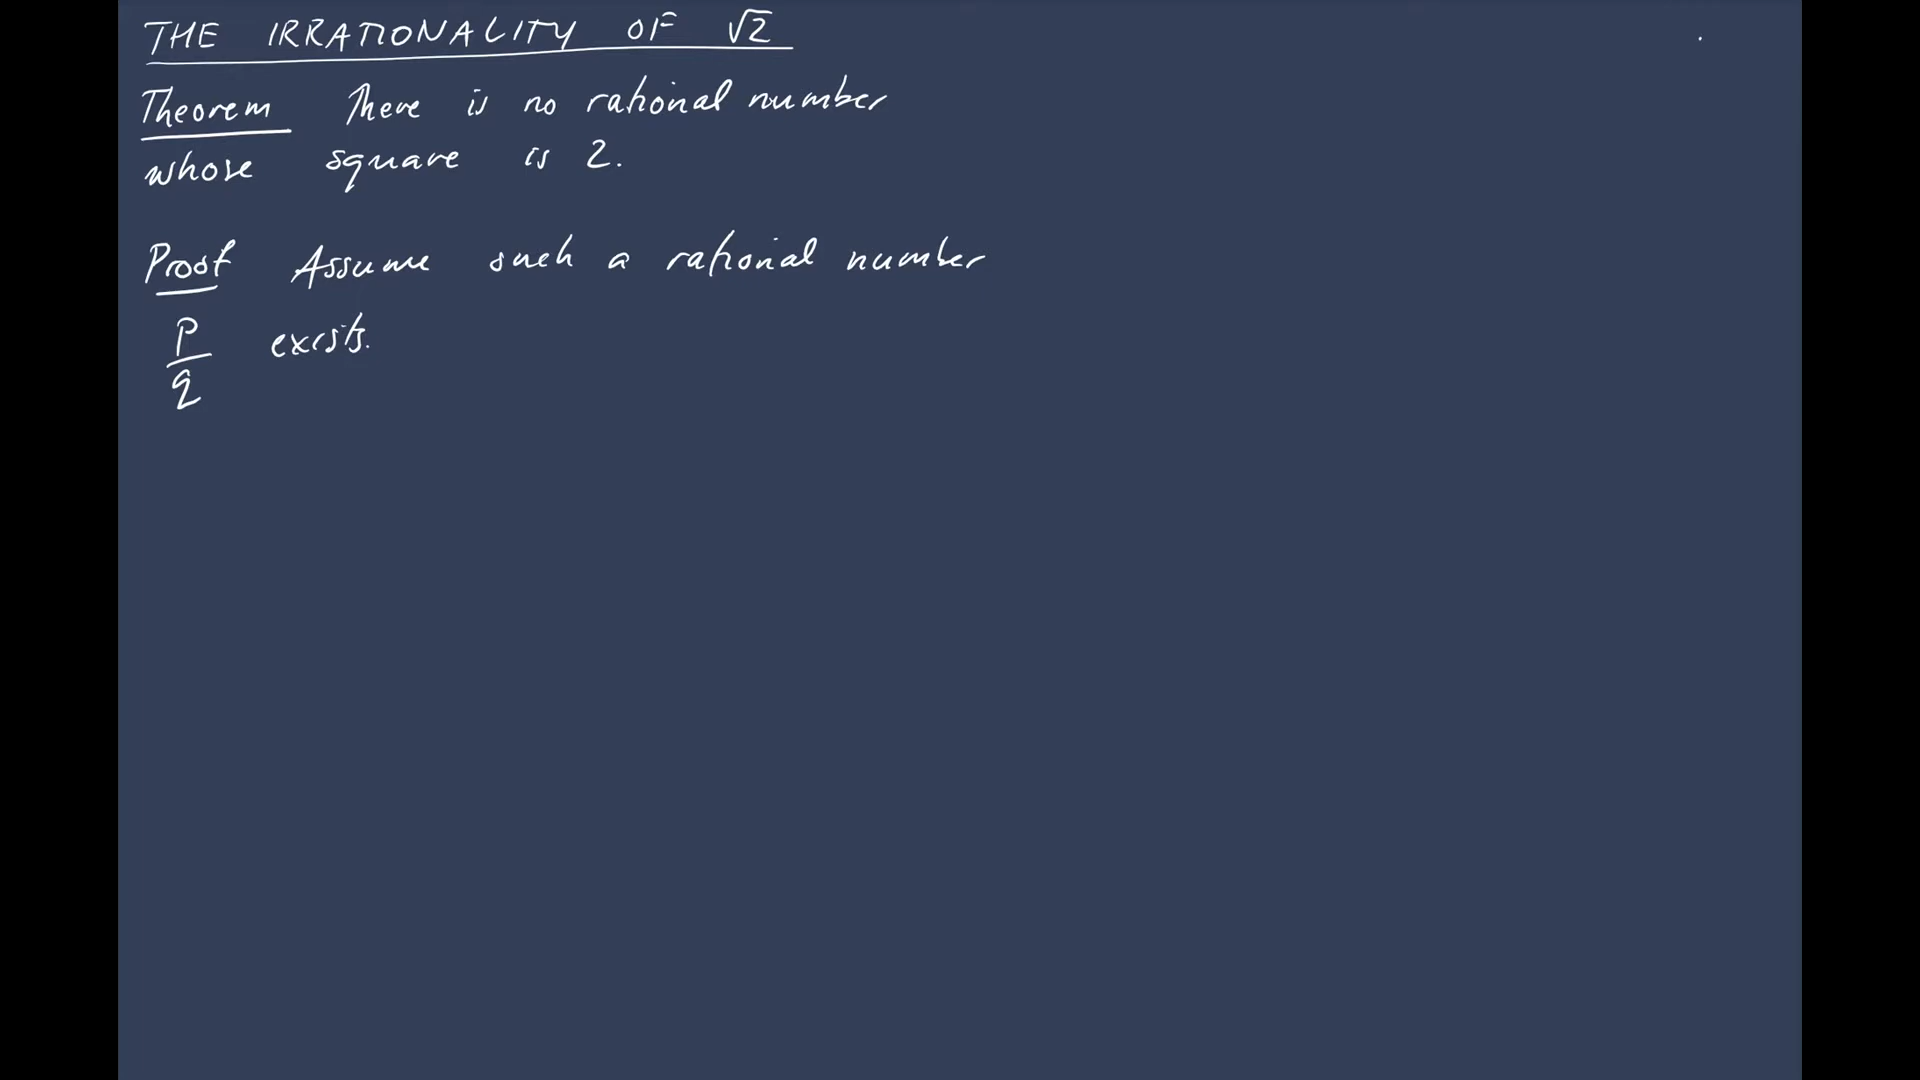 THE IRRATIONALITY OF √2
Theorem There is no rational number
whose square is 2.
Proof Assume such a rational number
p/q exists.